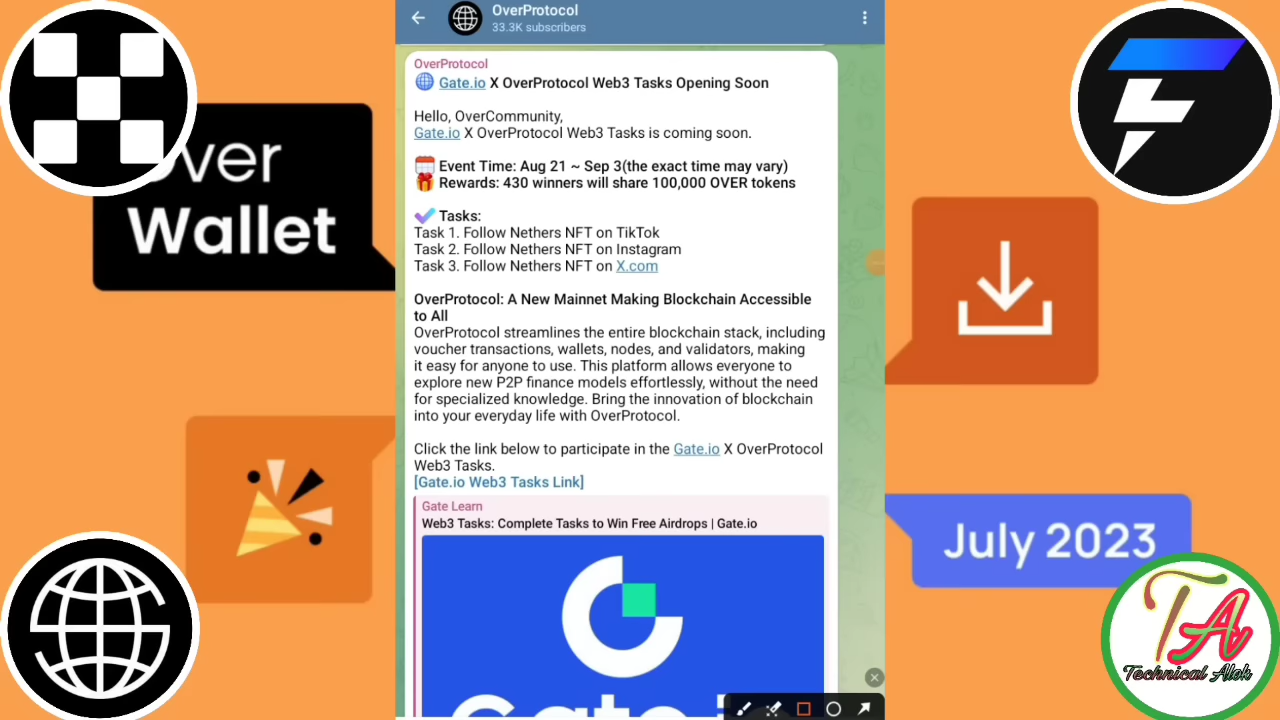 OverProtocol
33.3K subscribers
Over
Wallet
OverProtocol
Gate.io X OverProtocol Web3 Tasks Opening Soon
Hello, OverCommunity,
Gate.io X OverProtocol Web3 Tasks is coming soon.
Event Time: Aug 21 ~ Sep 3(the exact time may vary)
Rewards: 430 winners will share 100,000 OVER tokens
Tasks:
Task 1. Follow Nethers NFT on TikTok
Task 2. Follow Nethers NFT on Instagram
Task 3. Follow Nethers NFT on X.com
OverProtocol: A New Mainnet Making Blockchain Accessible
to All
OverProtocol streamlines the entire blockchain stack, including
voucher transactions, wallets, nodes, and validators, making
it easy for anyone to use. This platform allows everyone to
explore new P2P finance models effortlessly, without the need
for specialized knowledge. Bring the innovation of blockchain
into your everyday life with OverProtocol.
Click the link below to participate in the Gate.io X OverProtocol
Web3 Tasks.
[Gate.io Web3 Tasks Link]
Gate Learn
Web3 Tasks: Complete Tasks to Win Free Airdrops | Gate.io
July 2023
TA
Technical Alok